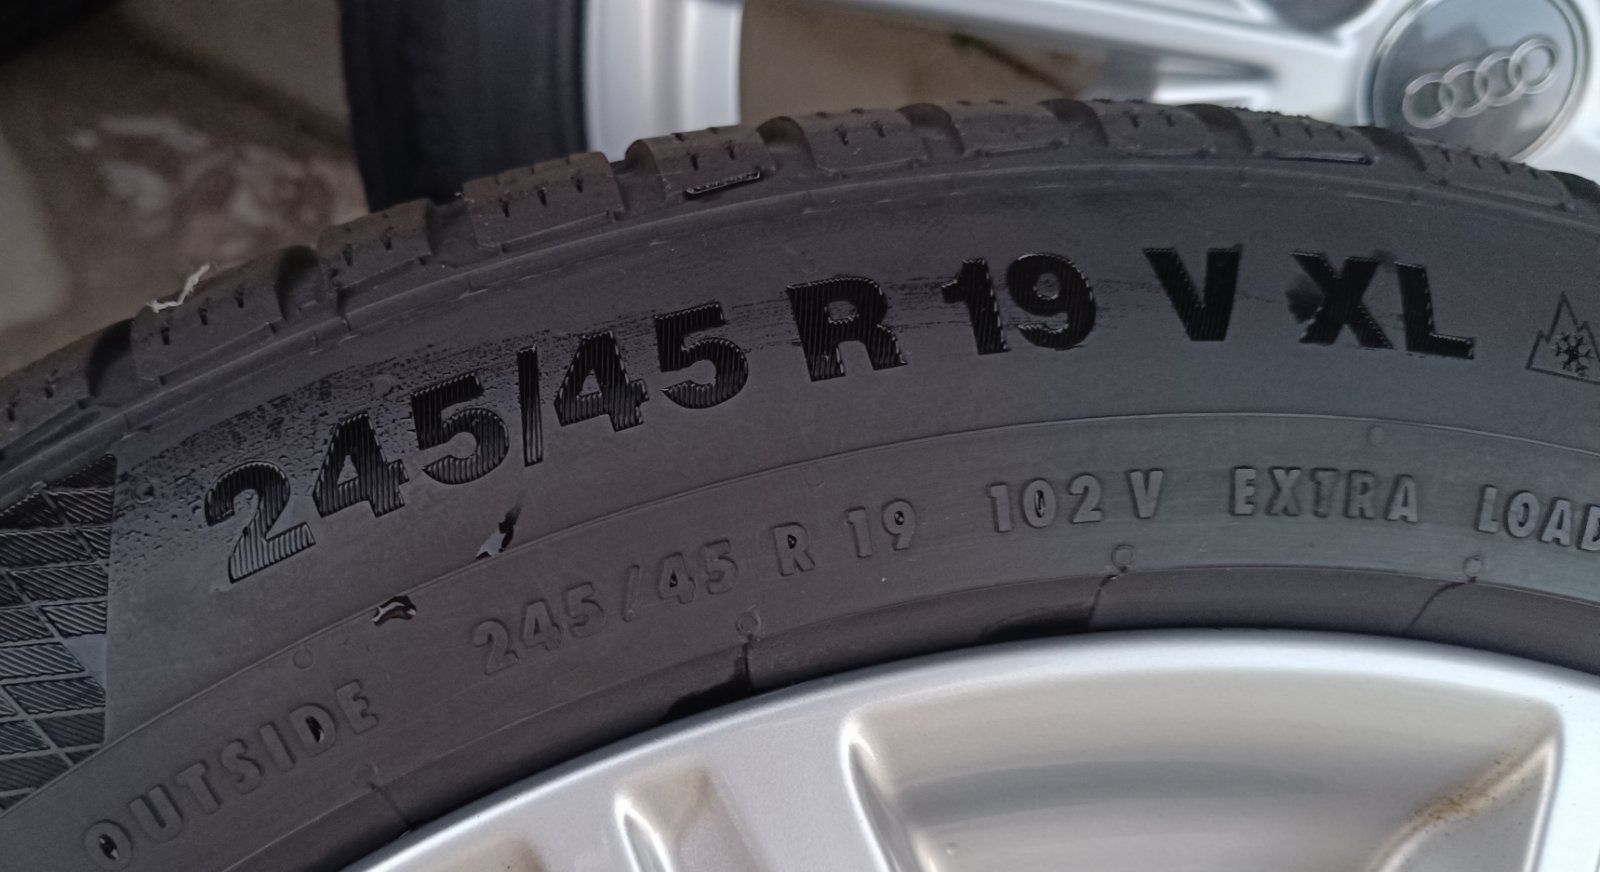 245/45 R 19 V XL
245/45 R 19 102 V EXTRA LOAD
OUTSIDE